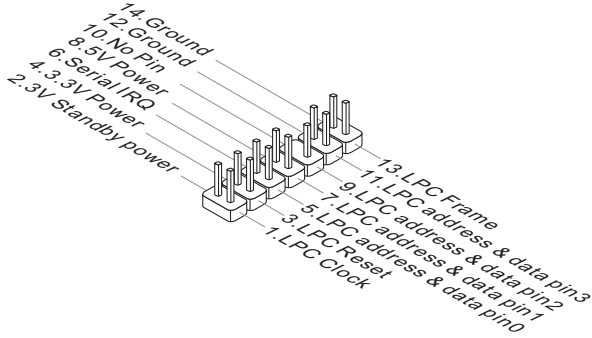 14.Ground
12.Ground
10.No Pin
8.5V Power
6.Serial IRQ
4.3.3V Power
2.3V Standby power
13.LPC Frame
11.LPC address & data pin3
9.LPC address & data pin2
7.LPC address & data pin1
5.LPC address & data pin0
3.LPC Reset
1.LPC Clock